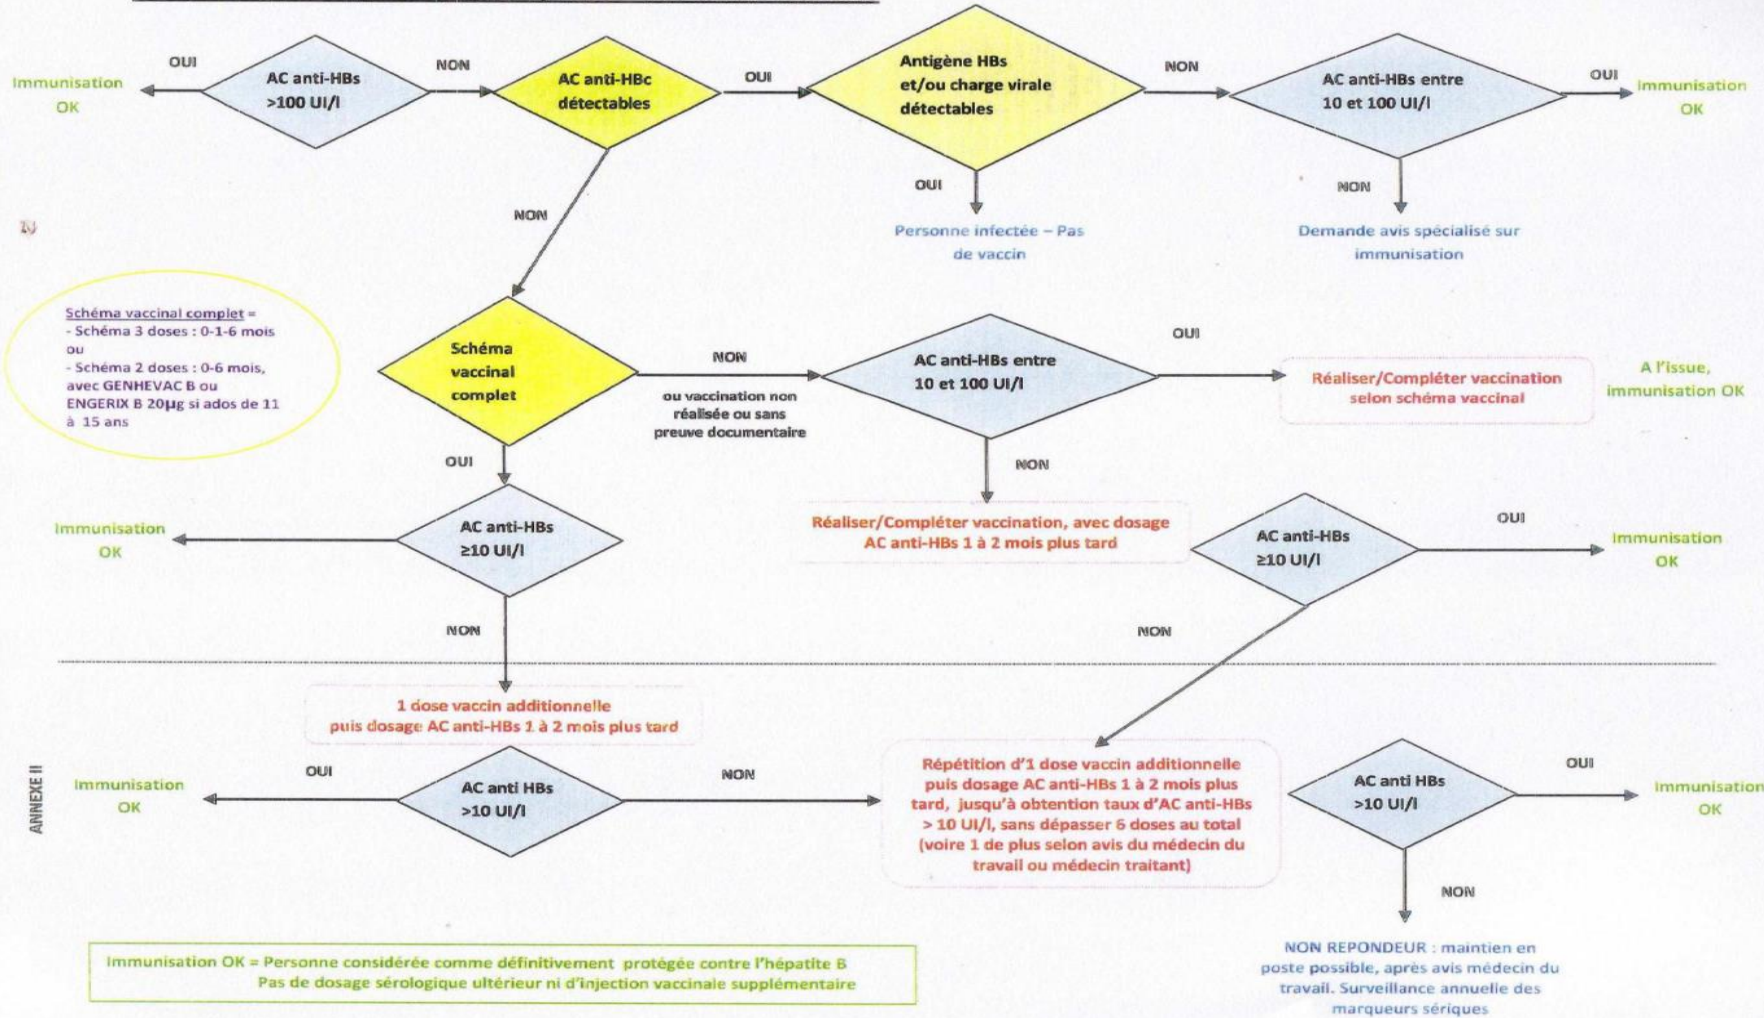 OUI
Immunisation
OK
AC anti-HBs
>100 UI/l
NON
AC anti-HBc
détectables
OUI
Antigène HBs
et/ou charge virale
détectables
NON
AC anti-HBs entre
10 et 100 UI/l
OUI
Immunisation
OK
NON
OUI
Personne infectée – Pas
de vaccin
NON
Demande avis spécialisé sur
immunisation
Schéma vaccinal complet =
- Schéma 3 doses : 0-1-6 mois
ou
- Schéma 2 doses : 0-6 mois,
avec GENHEVAC B ou
ENGERIX B 20µg si ados de 11
à 15 ans
Schéma
vaccinal
complet
NON
ou vaccination non
réalisée ou sans
preuve documentaire
AC anti-HBs entre
10 et 100 UI/l
OUI
Réaliser/Compléter vaccination
selon schéma vaccinal
A l'issue,
immunisation OK
OUI
NON
Immunisation
OK
AC anti-HBs
≥10 UI/l
Réaliser/Compléter vaccination, avec dosage
AC anti-HBs 1 à 2 mois plus tard
AC anti-HBs
≥10 UI/l
OUI
Immunisation
OK
NON
NON
1 dose vaccin additionnelle
puis dosage AC anti-HBs 1 à 2 mois plus tard
ANNEXE II
Immunisation
OK
OUI
AC anti HBs
>10 UI/l
NON
Répétition d'1 dose vaccin additionnelle
puis dosage AC anti-HBs 1 à 2 mois plus
tard, jusqu'à obtention taux d'AC anti-HBs
> 10 UI/l, sans dépasser 6 doses au total
(voire 1 de plus selon avis du médecin du
travail ou médecin traitant)
AC anti HBs
>10 UI/l
OUI
Immunisation
OK
NON
NON REPONDEUR : maintien en
poste possible, après avis médecin du
travail. Surveillance annuelle des
marqueurs sériques
Immunisation OK = Personne considérée comme définitivement protégée contre l'hépatite B
Pas de dosage sérologique ultérieur ni d'injection vaccinale supplémentaire